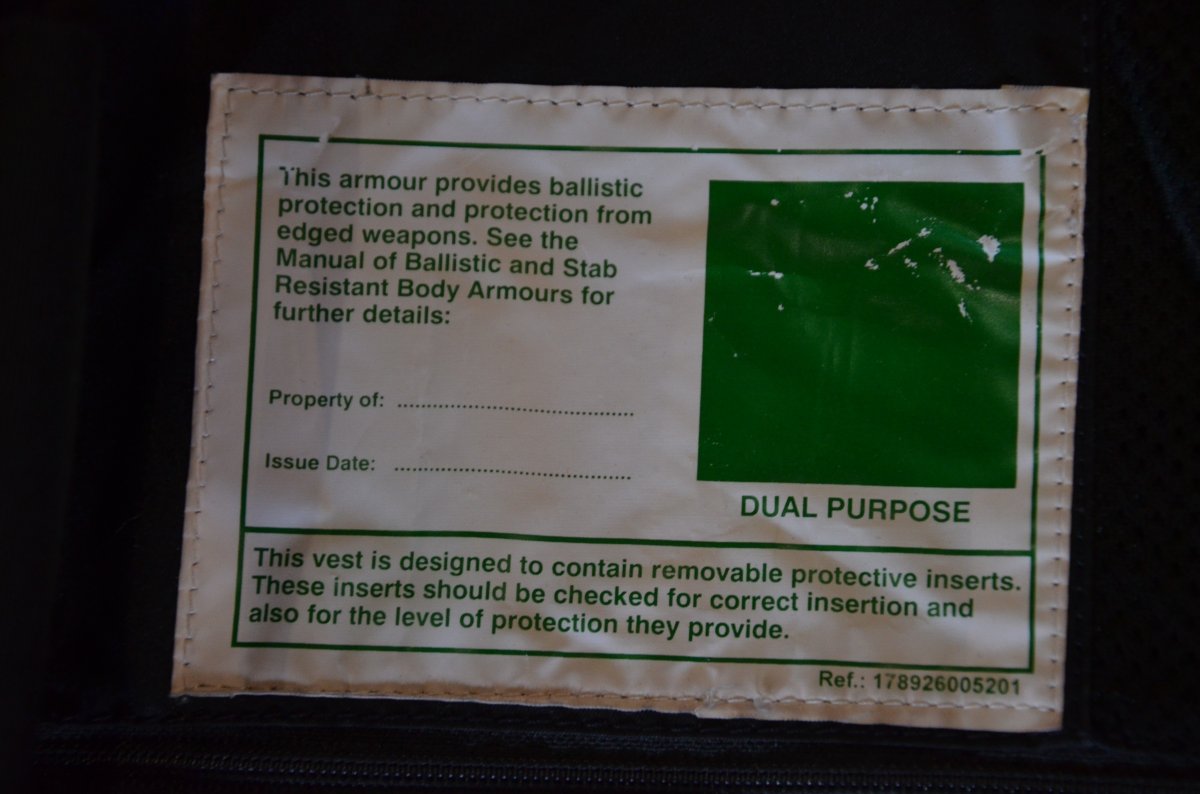 This armour provides ballistic
protection and protection from
edged weapons. See the
Manual of Ballistic and Stab
Resistant Body Armours for
further details:
Property of: ........................................
Issue Date: ........................................
DUAL PURPOSE
This vest is designed to contain removable protective inserts.
These inserts should be checked for correct insertion and
also for the level of protection they provide.
Ref.: 178926005201